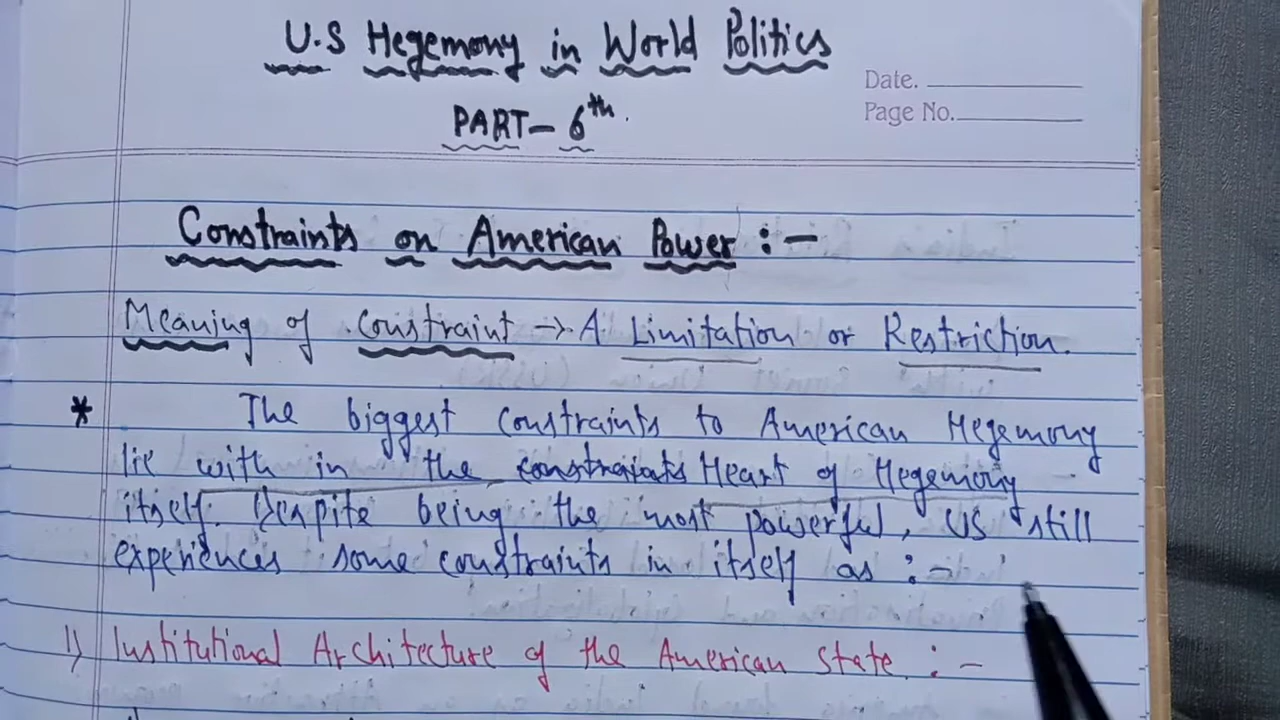 U.S Hegemony in World Politics
Date.
Page No.
PART- 6th.
Constraints on American Power :-
Meaning of Constraint -> A Limitation or Restriction.
* The biggest constraints to American Hegemony
lie with in the constraints Heart of Hegemony
itself. Despite being the most powerful, US still
experiences some constraints in itself as :-
1) Institutional Architecture of the American State :-